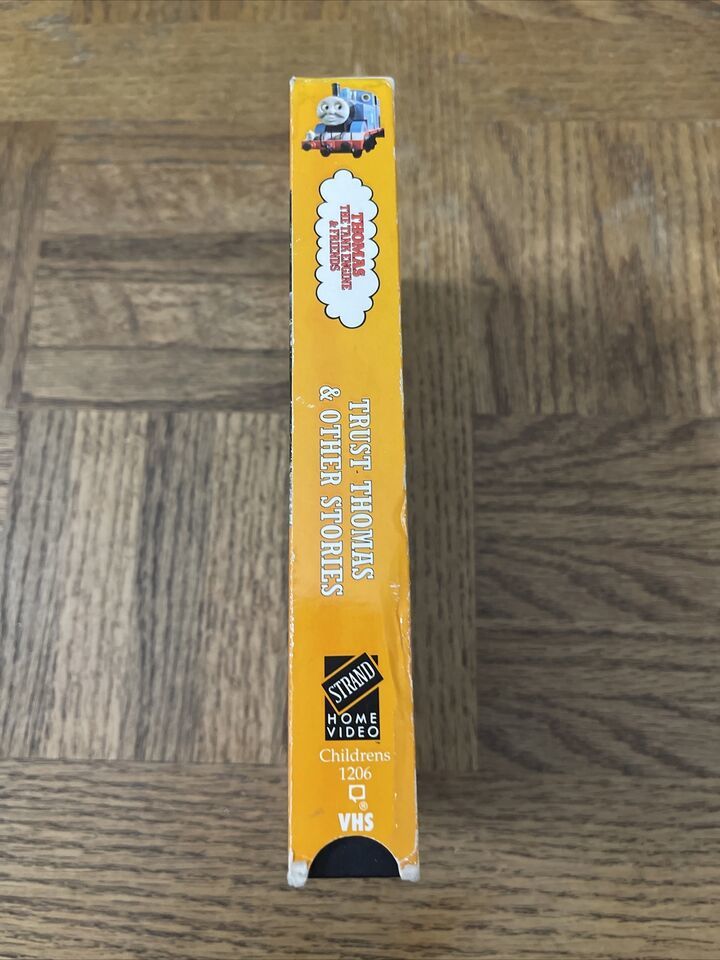 THOMAS
THE TANK ENGINE
& FRIENDS
TRUST THOMAS
& OTHER STORIES
STRAND
HOME
VIDEO
Childrens
1206
®
VHS